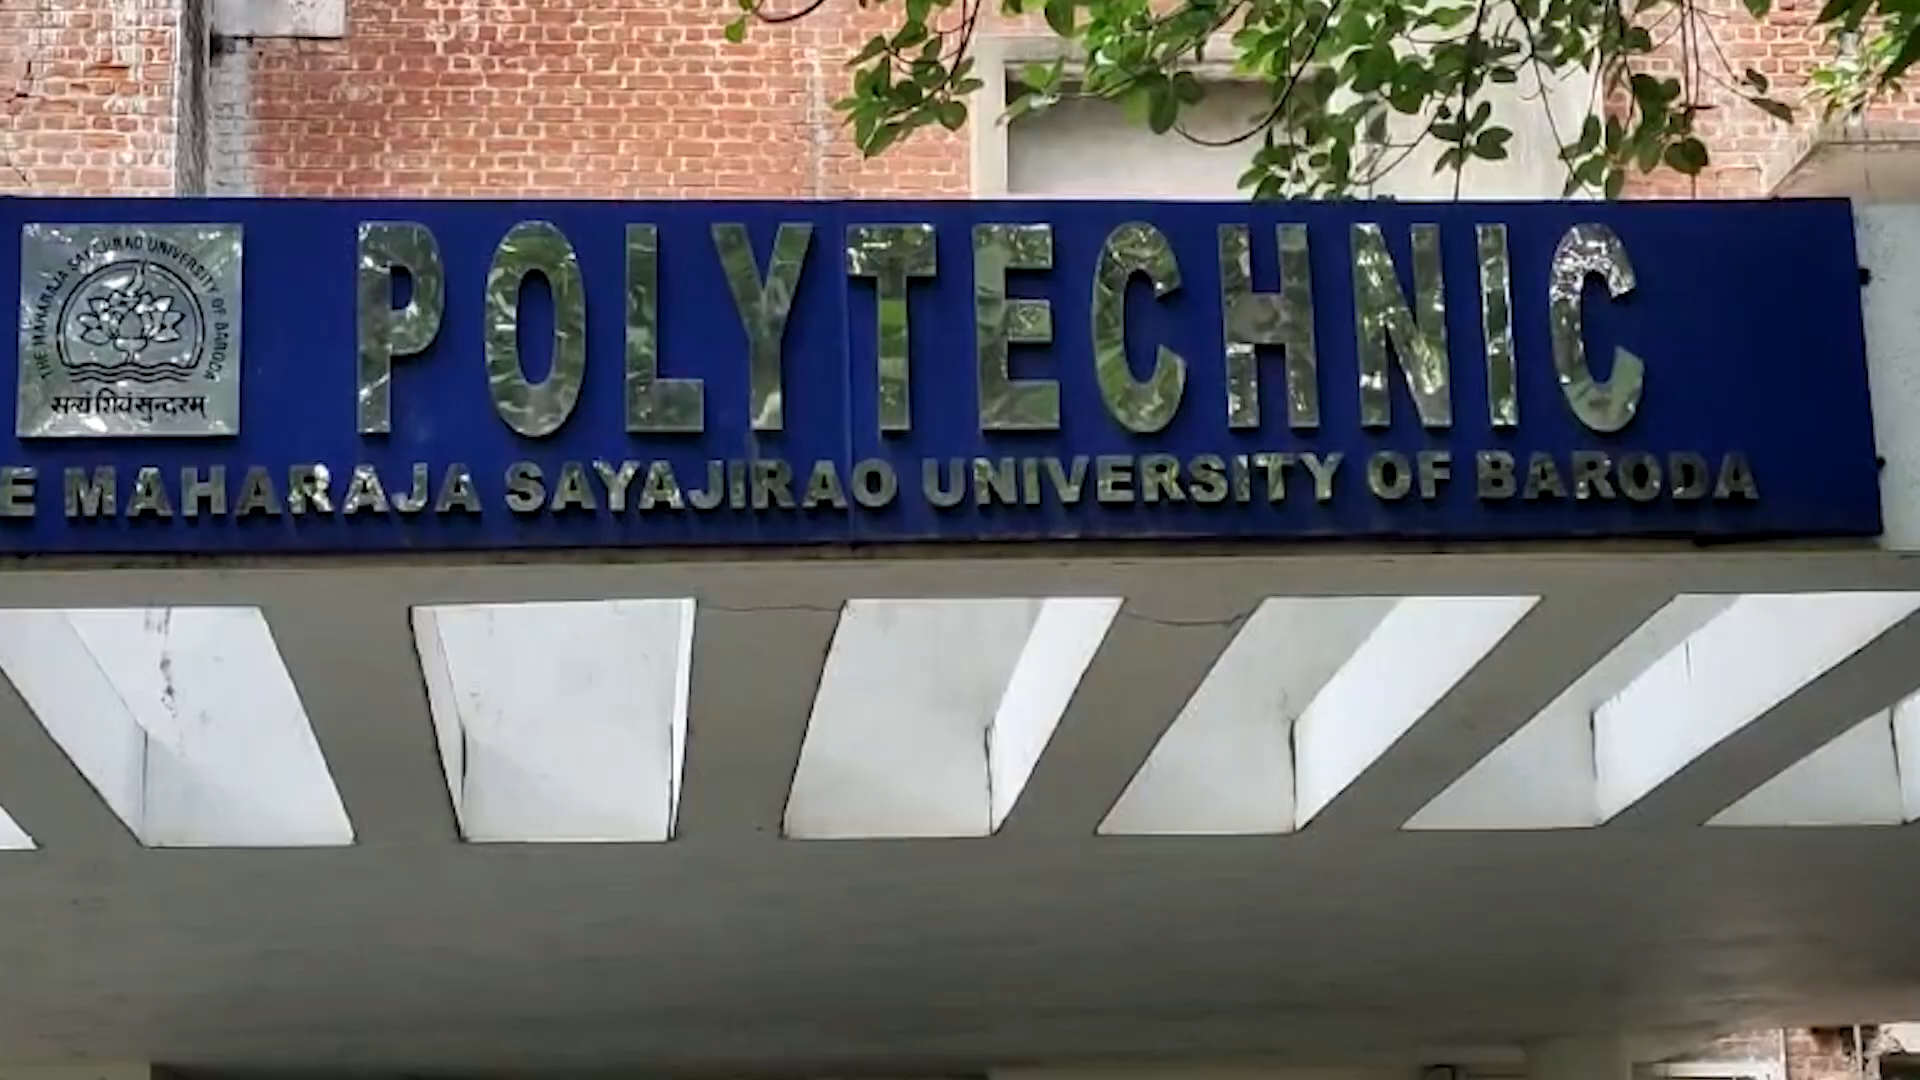 THE MAHARAJA SAYAJIRAO UNIVERSITY OF BARODA
सत्यं शिवं सुन्दरम्
POLYTECHNIC
E MAHARAJA SAYAJIRAO UNIVERSITY OF BARODA